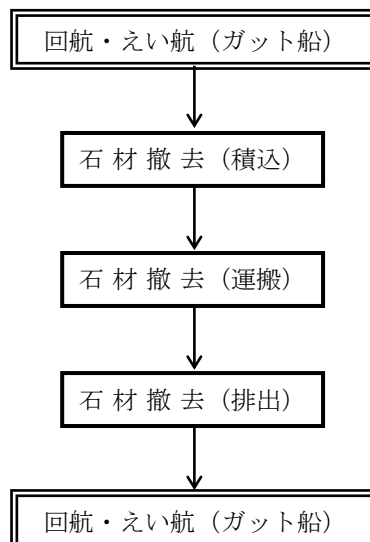 回航・えい航（ガット船）
石 材 撤 去（積込）
石 材 撤 去（運搬）
石 材 撤 去（排出）
回航・えい航（ガット船）